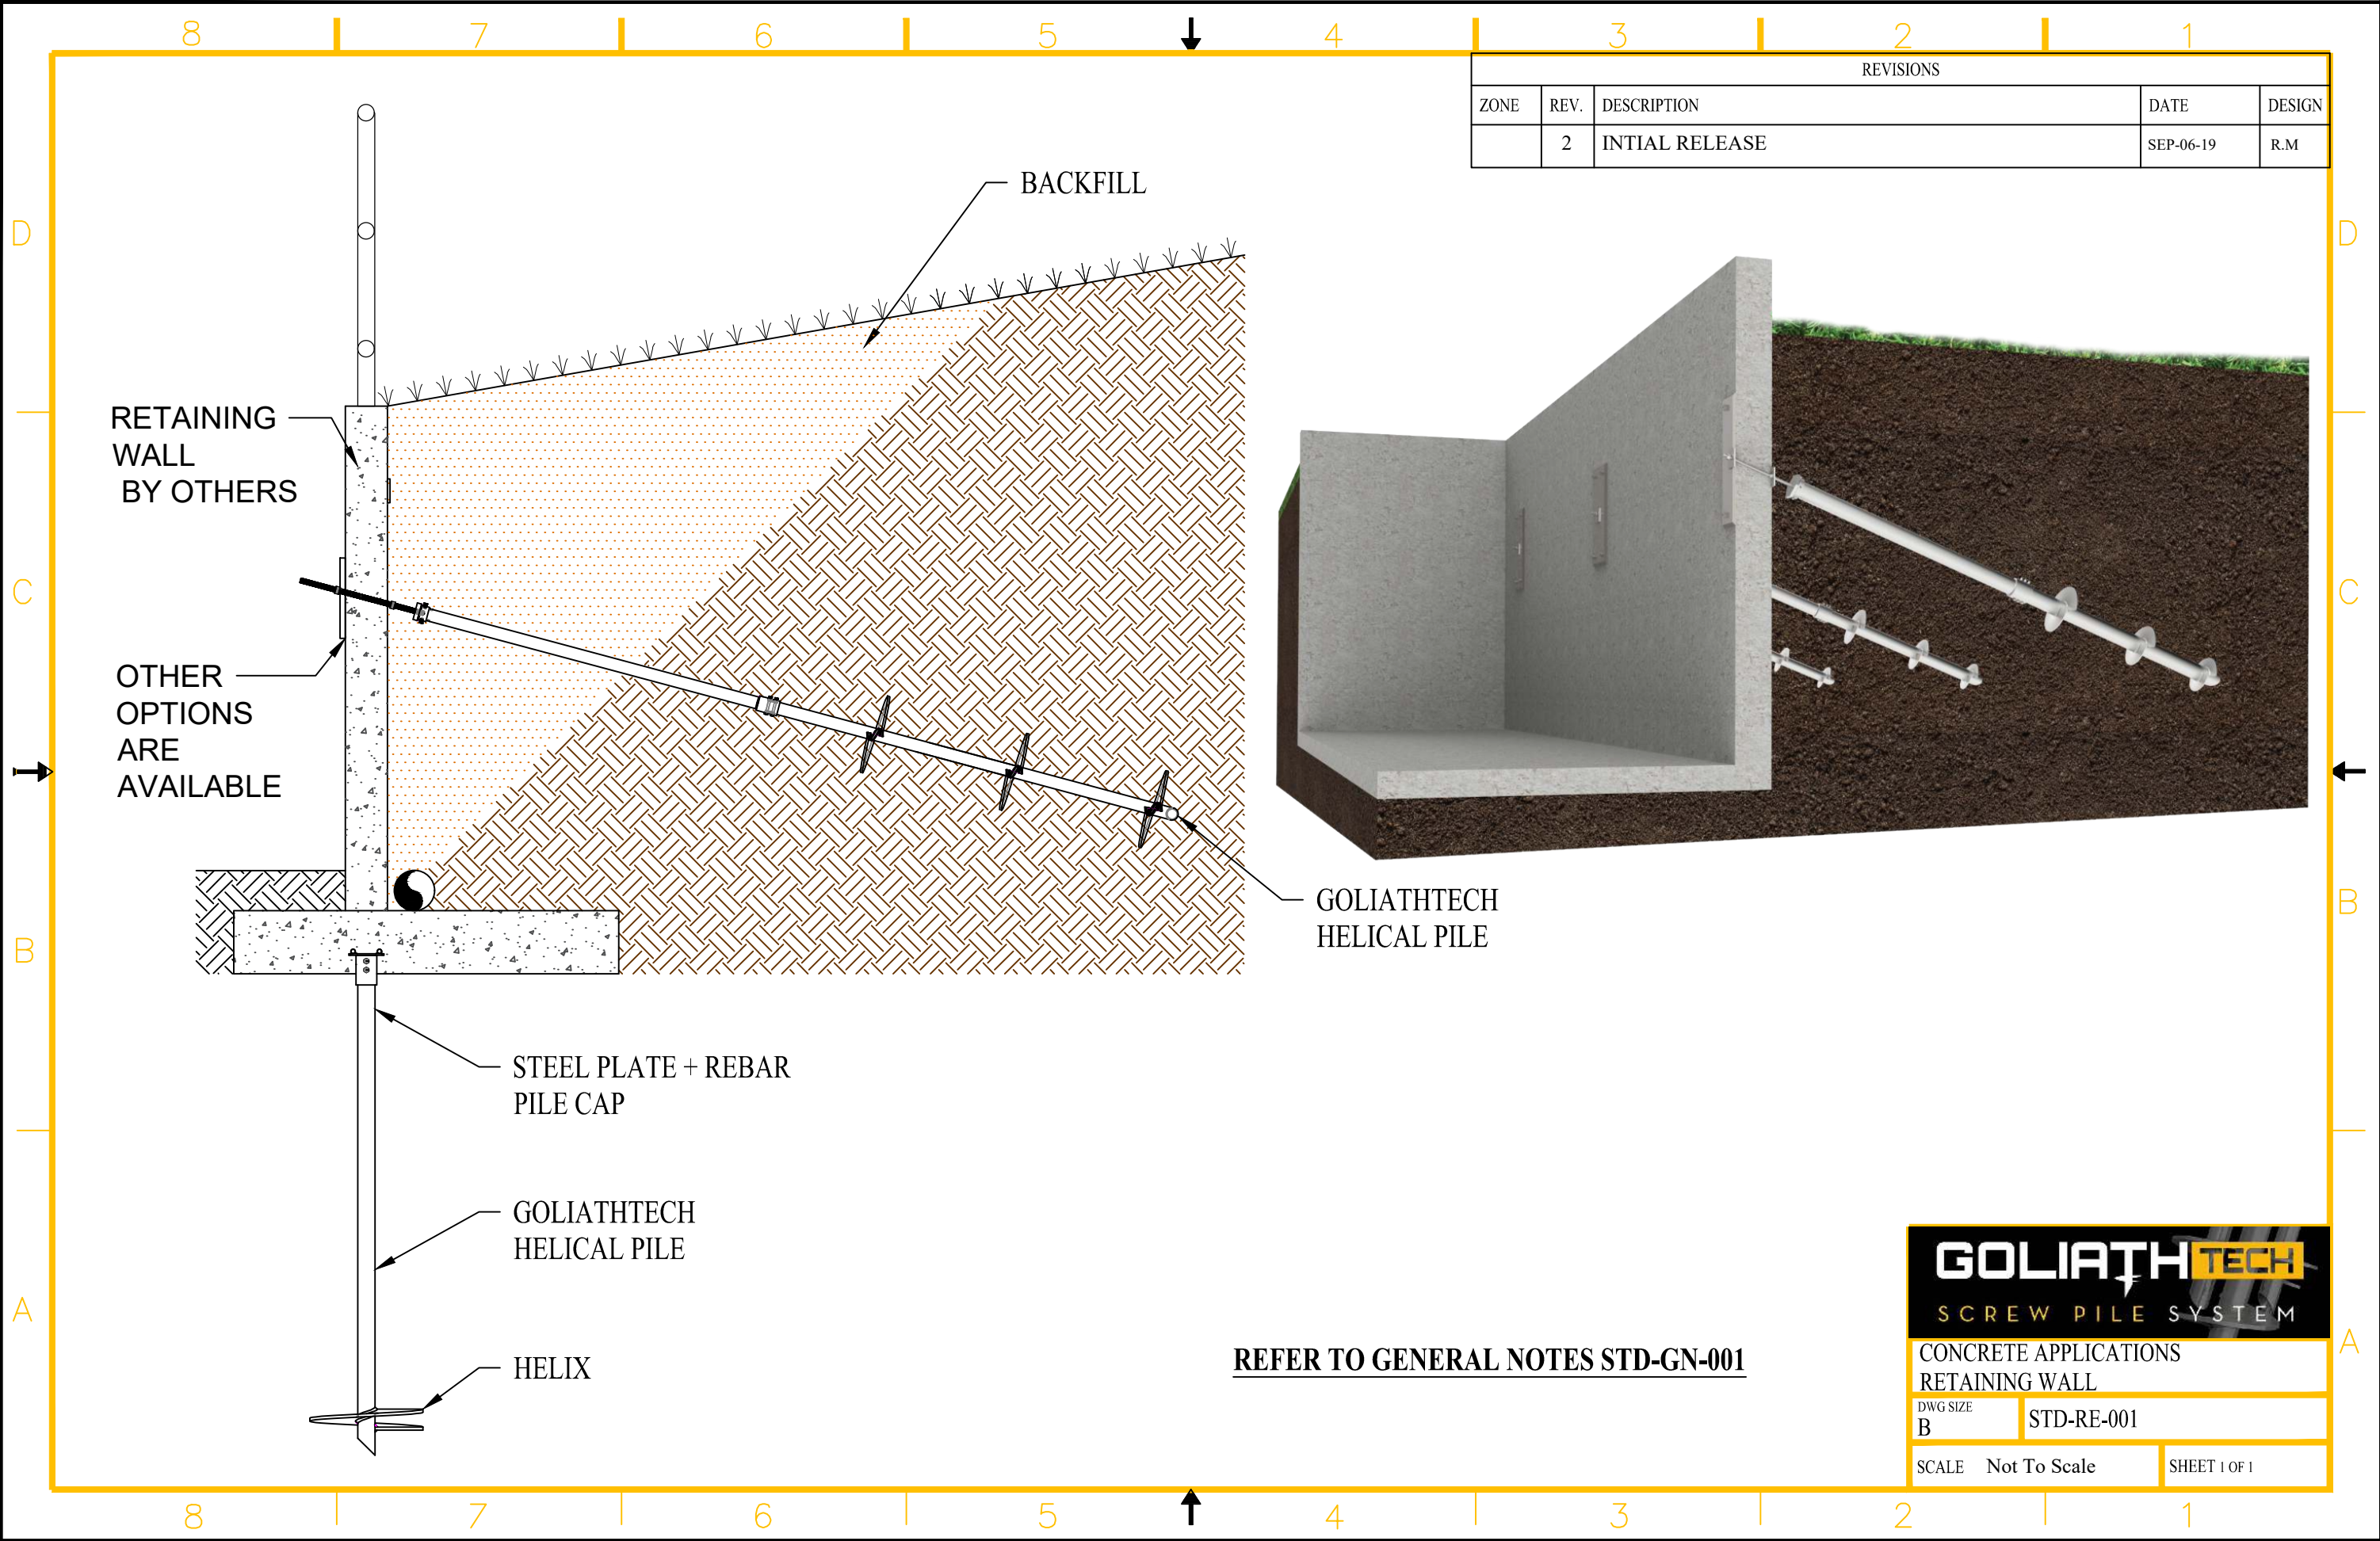 8 7 6 5 4 3 2 1
REVISIONS
ZONE REV. DESCRIPTION DATE DESIGN
2 INTIAL RELEASE SEP-06-19 R.M
D D
BACKFILL
RETAINING
WALL
BY OTHERS
C C
OTHER
OPTIONS
ARE
AVAILABLE
GOLIATHTECH
HELICAL PILE
B B
STEEL PLATE + REBAR
PILE CAP
GOLIATHTECH
HELICAL PILE
HELIX
A A
REFER TO GENERAL NOTES STD-GN-001
GOLIATH TECH
SCREW PILE SYSTEM
CONCRETE APPLICATIONS
RETAINING WALL
DWG SIZE
B
STD-RE-001
SCALE Not To Scale
SHEET 1 OF 1
8 7 6 5 4 3 2 1